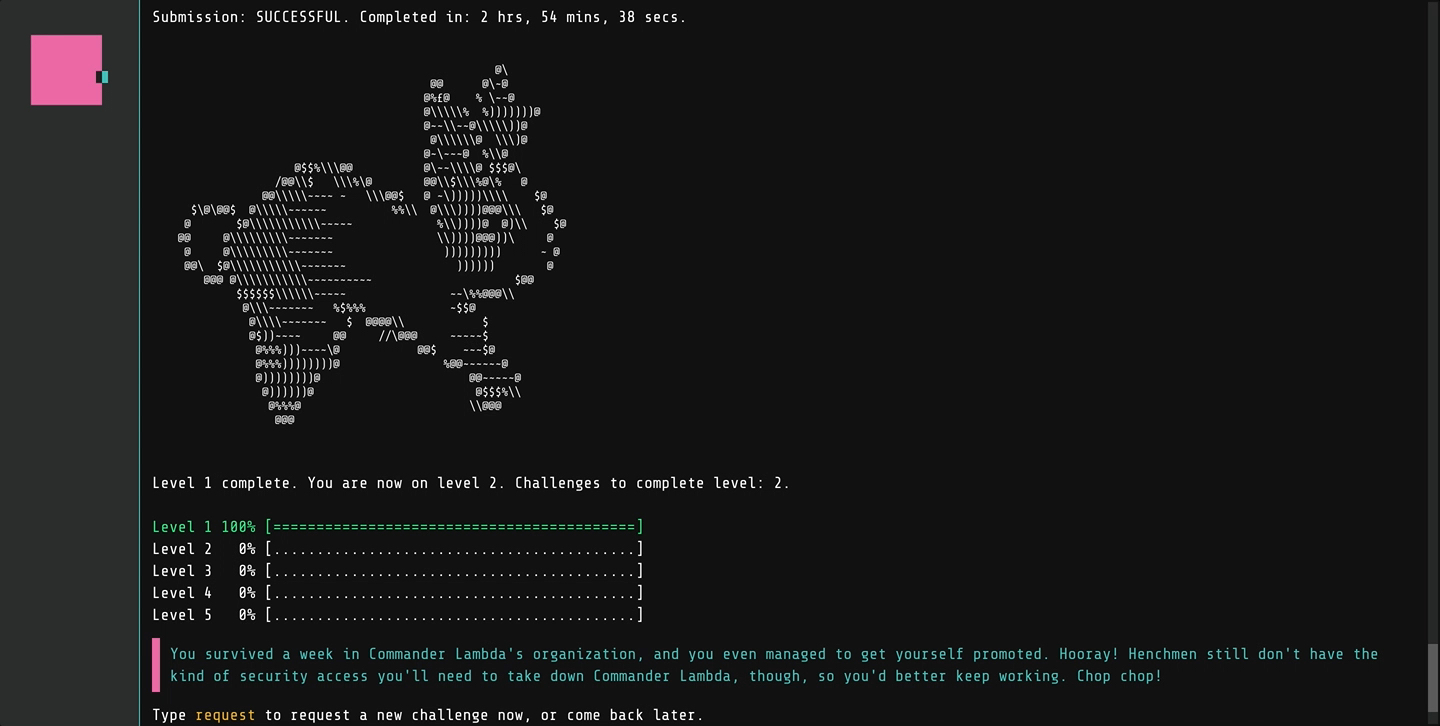 Submission: SUCCESSFUL. Completed in: 2 hrs, 54 mins, 38 secs.
@\
@@      @\~@
@%£@    % \~~@
@\\\\\%  %)))))))@
@~~\\~~@\\\\\))@
@\\\\\\@  \\\)@
@~\~~~@  %\\@
@$$%\\\@@           @\~~\\\\@ $$$@\
/@@\\$   \\\%\@        @@\\$\\\%@\%   @
@@\\\\\~~~~ ~   \\\@@$   @ ~\)))))\\\\    $@
$\@\@@$  @\\\\\~~~~~~          %%\\  @\\\))))@@@\\\   $@
@       $@\\\\\\\\\\\~~~~~             %\\))))@  @)\\    $@
@@     @\\\\\\\\\~~~~~~~                \\))))@@@))\     @
@     @\\\\\\\\\~~~~~~~                 )))))))))      ~ @
@@\  $@\\\\\\\\\\\~~~~~~~                 ))))))        @
@@@ @\\\\\\\\\\\~~~~~~~~~~                      $@@
$$$$$$\\\\\\~~~~~                ~~\%%@@@\\
@\\\~~~~~~~   %$%%%             ~$$@
@\\\\~~~~~~~   $  @@@@\\            $
@$))~~~~     @@     //\@@@     ~~~~~$
@%%%)))~~~~\@            @@$    ~~~$@
@%%%))))))))@                %@@~~~~~~@
@))))))))@                       @@~~~~~@
@))))))@                         @$$$%\\
@%%%@                          \\@@@
@@@
Level 1 complete. You are now on level 2. Challenges to complete level: 2.
Level 1 100% [==========================================]
Level 2   0% [..........................................]
Level 3   0% [..........................................]
Level 4   0% [..........................................]
Level 5   0% [..........................................]
You survived a week in Commander Lambda's organization, and you even managed to get yourself promoted. Hooray! Henchmen still don't have the
kind of security access you'll need to take down Commander Lambda, though, so you'd better keep working. Chop chop!
Type request to request a new challenge now, or come back later.